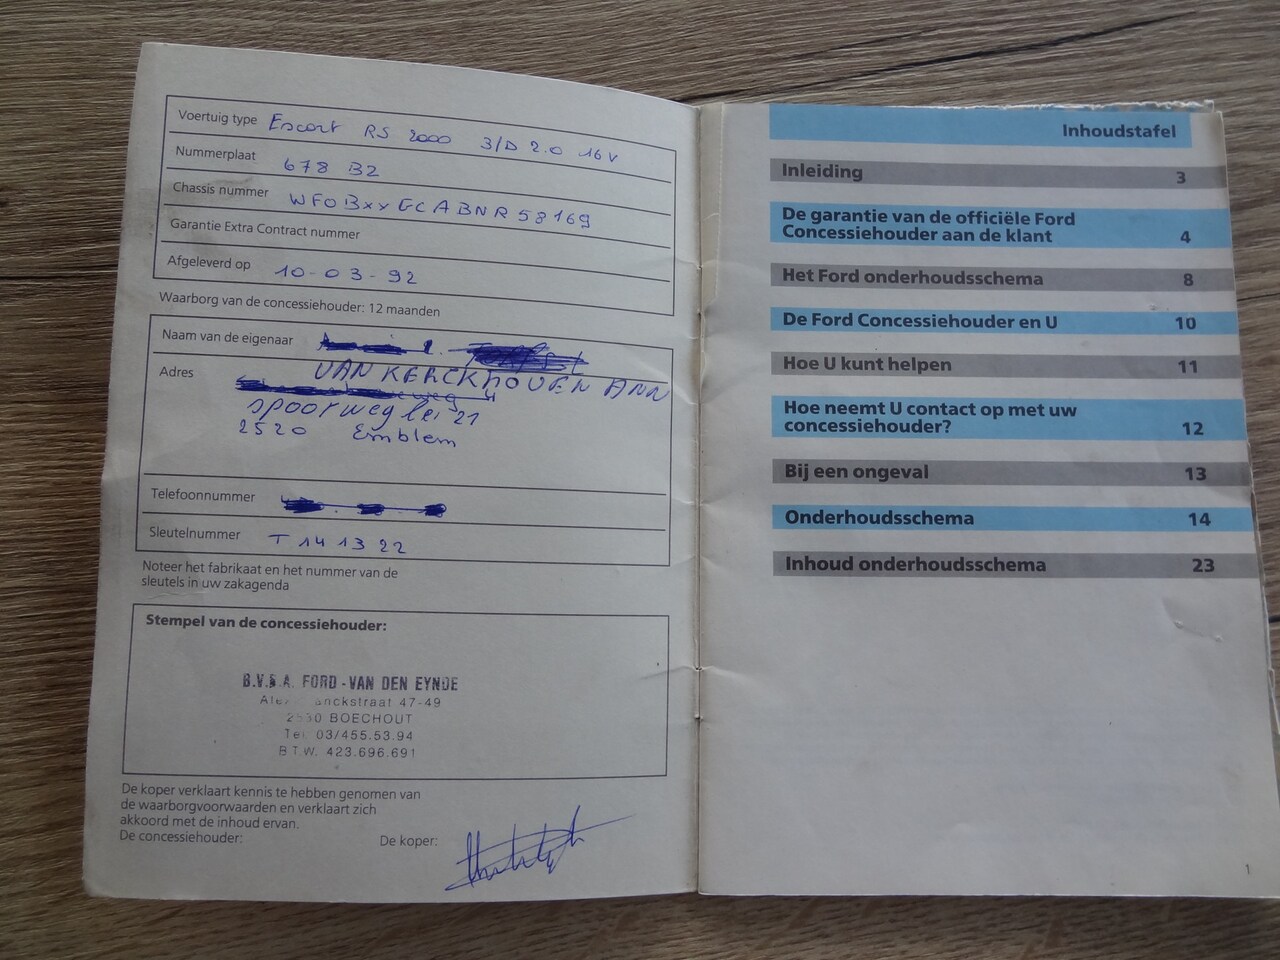 Voertuig type Escort RS 2000 3/D 2.0 16V
Nummerplaat 678 B2
Chassis nummer WFOBxxGCABNR58169
Garantie Extra Contract nummer
Afgeleverd op 10-03-92
Waarborg van de concessiehouder: 12 maanden
Naam van de eigenaar
VAN KERCKHOVEN ANN
Adres
spoorweglei 21
2520 Emblem
Telefoonnummer
Sleutelnummer T 141322
Noteer het fabrikaat en het nummer van de
sleutels in uw zakagenda
Stempel van de concessiehouder:
B.V.B.A. FORD - VAN DEN EYNDE
47-49
BOECHOUT
Tel. 03/455.53.94
B.T.W. 423.696.691
De koper verklaart kennis te hebben genomen van
de waarborgvoorwaarden en verklaart zich
akkoord met de inhoud ervan.
De concessiehouder: De koper:
Inhoudstafel
Inleiding 3
De garantie van de officiële Ford
Concessiehouder aan de klant 4
Het Ford onderhoudsschema 8
De Ford Concessiehouder en U 10
Hoe U kunt helpen 11
Hoe neemt U contact op met uw
concessiehouder? 12
Bij een ongeval 13
Onderhoudsschema 14
Inhoud onderhoudsschema 23
1